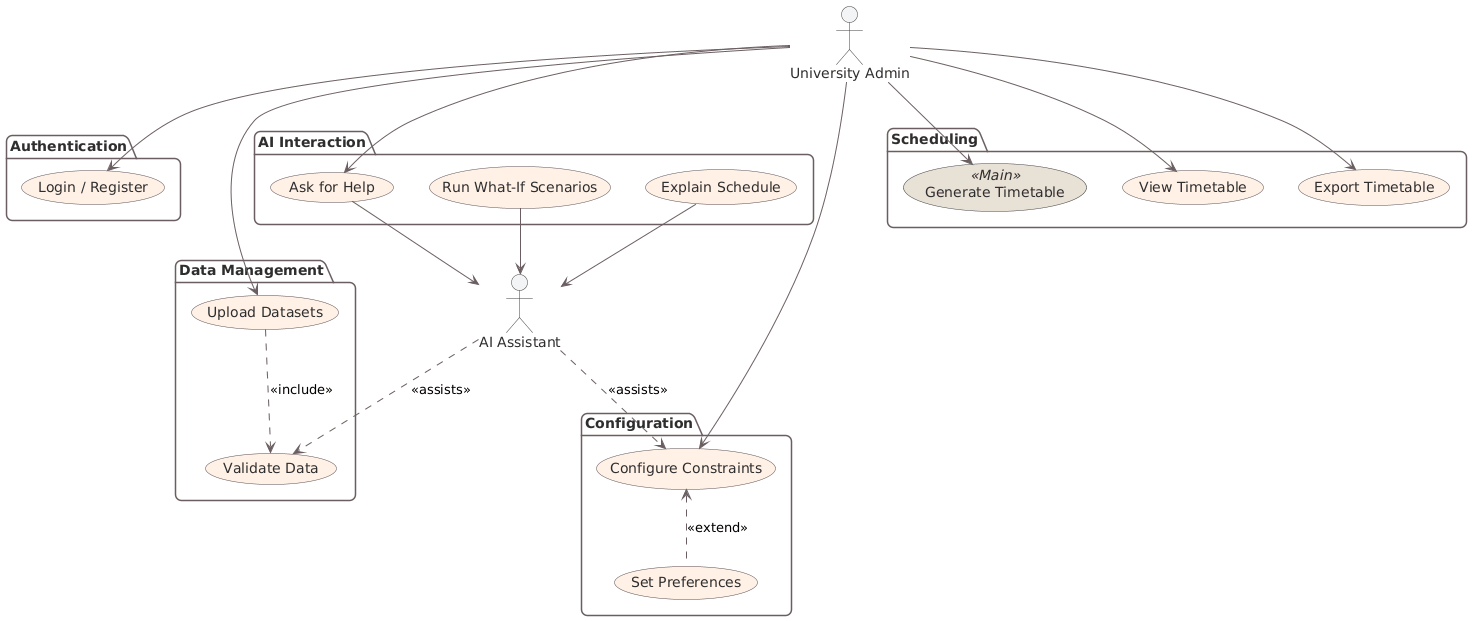 University Admin
Authentication
AI Interaction
Scheduling
Login / Register
Ask for Help
Run What-If Scenarios
Explain Schedule
«Main»
Generate Timetable
View Timetable
Export Timetable
Data Management
Upload Datasets
AI Assistant
«include»
«assists»
«assists»
Configuration
Validate Data
Configure Constraints
«extend»
Set Preferences